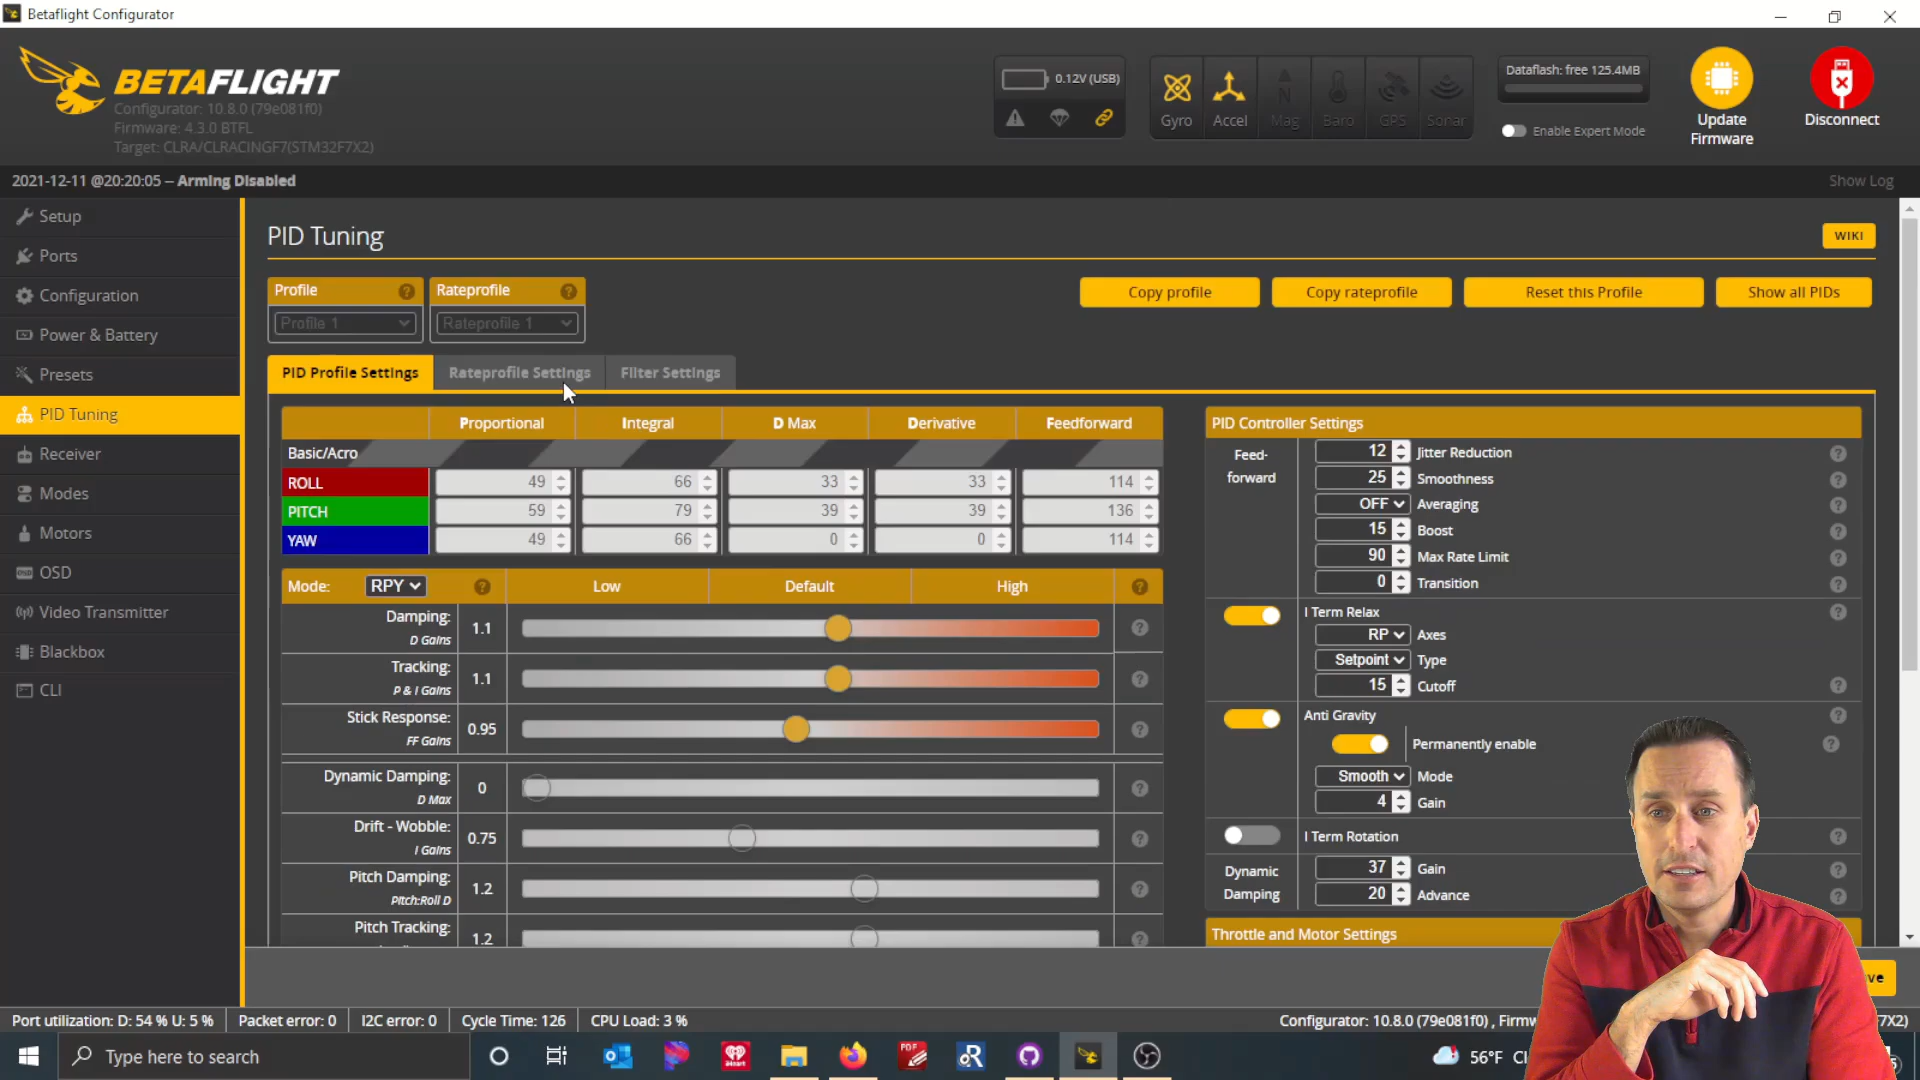 Betaflight Configurator
BETAFLIGHT
Configurator: 10.8.0 (79e081f0)
Firmware: 4.3.0 BTFL
Target: CLRA/CLRACINGF7(STM32F7X2)
0.12V (USB)
Gyro
Accel
Mag
Baro
GPS
Sonar
Dataflash: free 125.4MB
Enable Expert Mode
Update
Firmware
Disconnect
2021-12-11 @20:20:05 – Arming Disabled
Show Log
Setup
Ports
Configuration
Power & Battery
Presets
PID Tuning
Receiver
Modes
Motors
OSD
Video Transmitter
Blackbox
CLI
PID Tuning
WIKI
Profile
Profile 1
Rateprofile
Rateprofile 1
Copy profile
Copy rateprofile
Reset this Profile
Show all PIDs
PID Profile Settings
Rateprofile Settings
Filter Settings
Proportional Integral D Max Derivative Feedforward
Basic/Acro
ROLL 49 66 33 33 114
PITCH 59 79 39 39 136
YAW 49 66 0 0 114
Mode: RPY Low Default High
Damping:
D Gains
1.1
Tracking:
P & I Gains
1.1
Stick Response:
FF Gains
0.95
Dynamic Damping:
D Max
0
Drift - Wobble:
I Gains
0.75
Pitch Damping:
Pitch:Roll D
1.2
Pitch Tracking:
1.2
PID Controller Settings
Feed-
forward
12 Jitter Reduction
25 Smoothness
OFF Averaging
15 Boost
90 Max Rate Limit
0 Transition
I Term Relax
RP Axes
Setpoint Type
15 Cutoff
Anti Gravity
Permanently enable
Smooth Mode
4 Gain
I Term Rotation
Dynamic
Damping
37 Gain
20 Advance
Throttle and Motor Settings
ve
Port utilization: D: 54 % U: 5 %
Packet error: 0
I2C error: 0
Cycle Time: 126
CPU Load: 3 %
Configurator: 10.8.0 (79e081f0) , Firmw
7X2)
Type here to search
56°F Cl